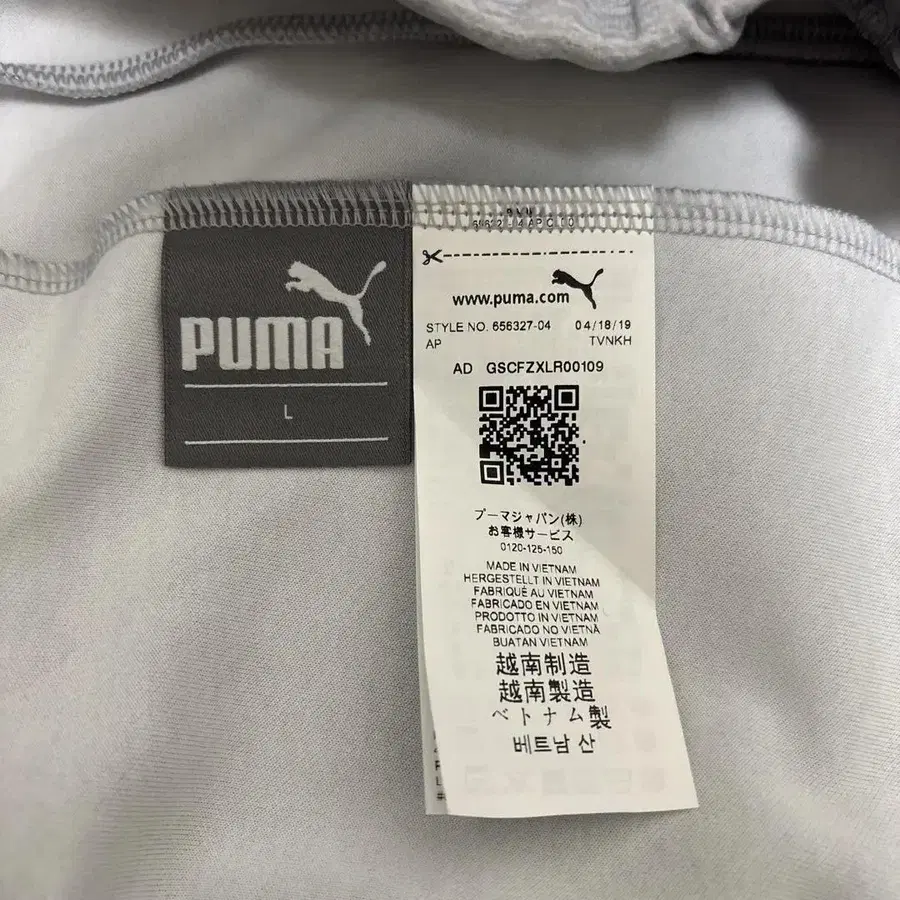 PUMA
L
www.puma.com
STYLE NO. 656327-04 04/18/19
AP TVNKH
AD GSCFZXLR00109
プーマジャパン(株)
お客様サービス
0120-125-150
MADE IN VIETNAM
HERGESTELLT IN VIETNAM
FABRIQUÉ AU VIETNAM
FABRICADO EN VIETNAM
PRODOTTO IN VIETNAM
FABRICADO NO VIETNÃ
BUATAN VIETNAM
越南制造
越南製造
ベトナム製
베트남 산